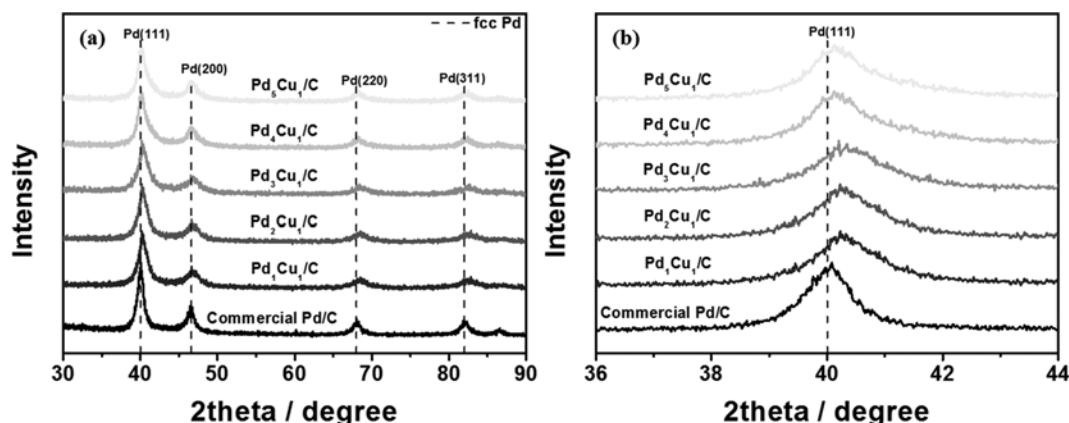 (a)
Pd(111)
--- fcc Pd
Pd(200)
Pd(220)
Pd(311)
Pd₅Cu₁/C
Pd₄Cu₁/C
Pd₃Cu₁/C
Pd₂Cu₁/C
Pd₁Cu₁/C
Commercial Pd/C
Intensity
30 40 50 60 70 80 90
2theta / degree
(b)
Pd(111)
Pd₅Cu₁/C
Pd₄Cu₁/C
Pd₃Cu₁/C
Pd₂Cu₁/C
Pd₁Cu₁/C
Commercial Pd/C
Intensity
36 38 40 42 44
2theta / degree